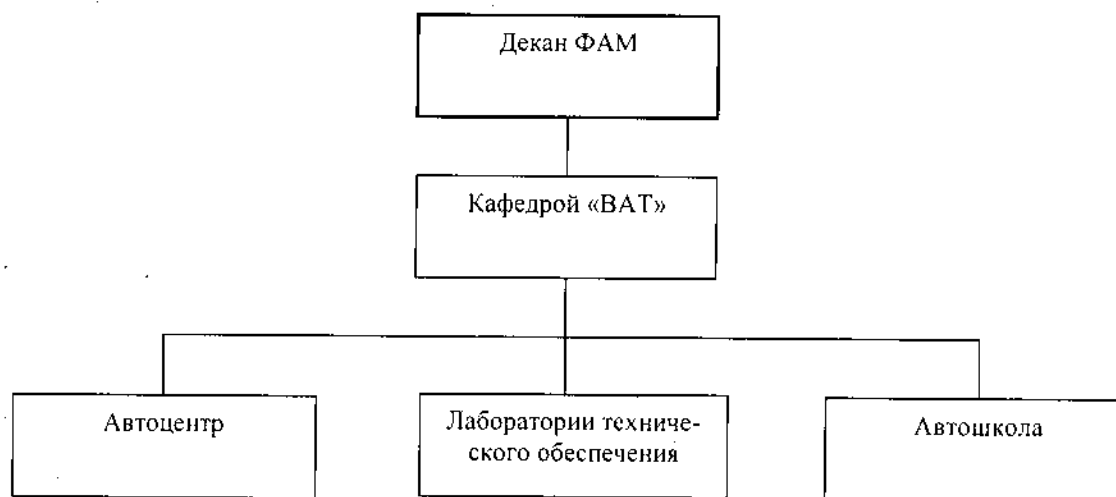 Декан ФАМ
Кафедрой «ВАТ»
Автоцентр
Лаборатории техниче-
ского обеспечения
Автошкола